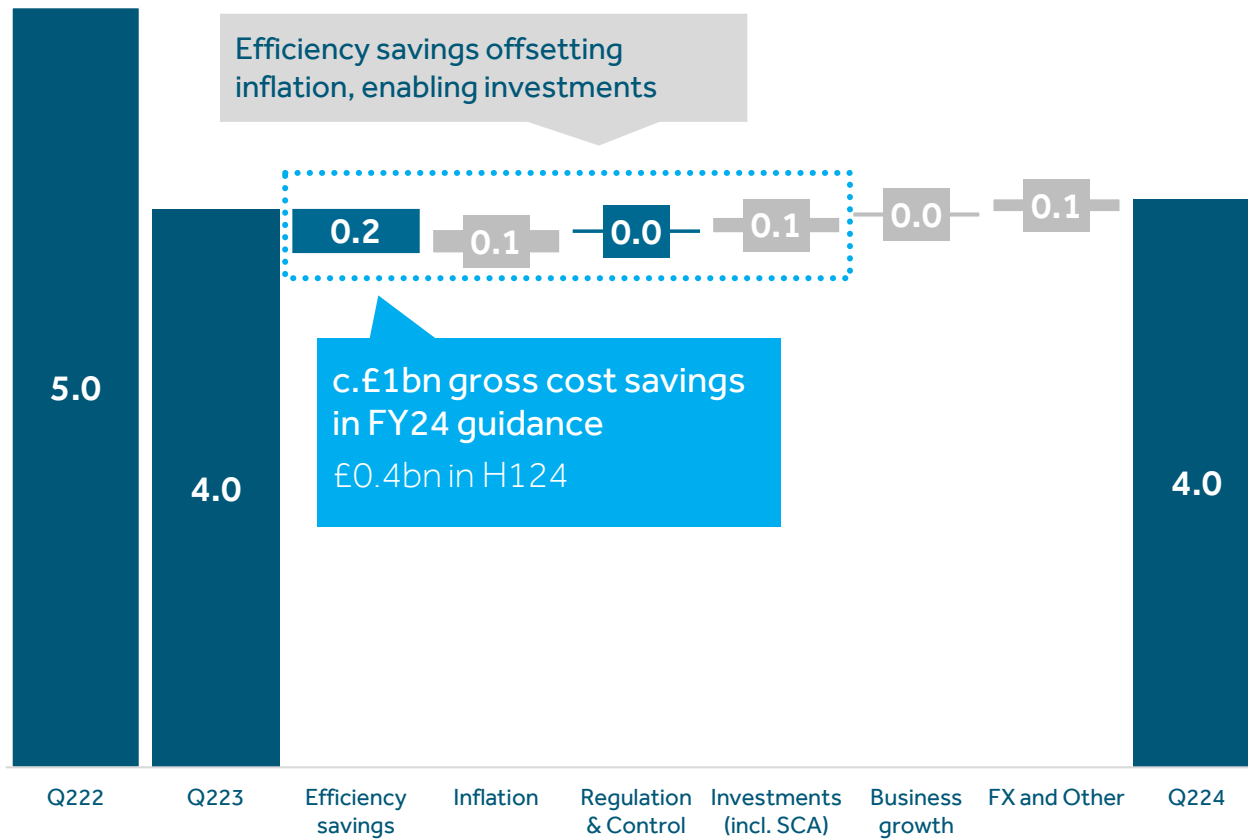 Efficiency savings offsetting
inflation, enabling investments
5.0
4.0
0.2
0.1
0.0
0.1
0.0
0.1
4.0
c.£1bn gross cost savings
in FY24 guidance
£0.4bn in H124
Q222
Q223
Efficiency
savings
Inflation
Regulation
& Control
Investments
(incl. SCA)
Business
growth
FX and Other
Q224